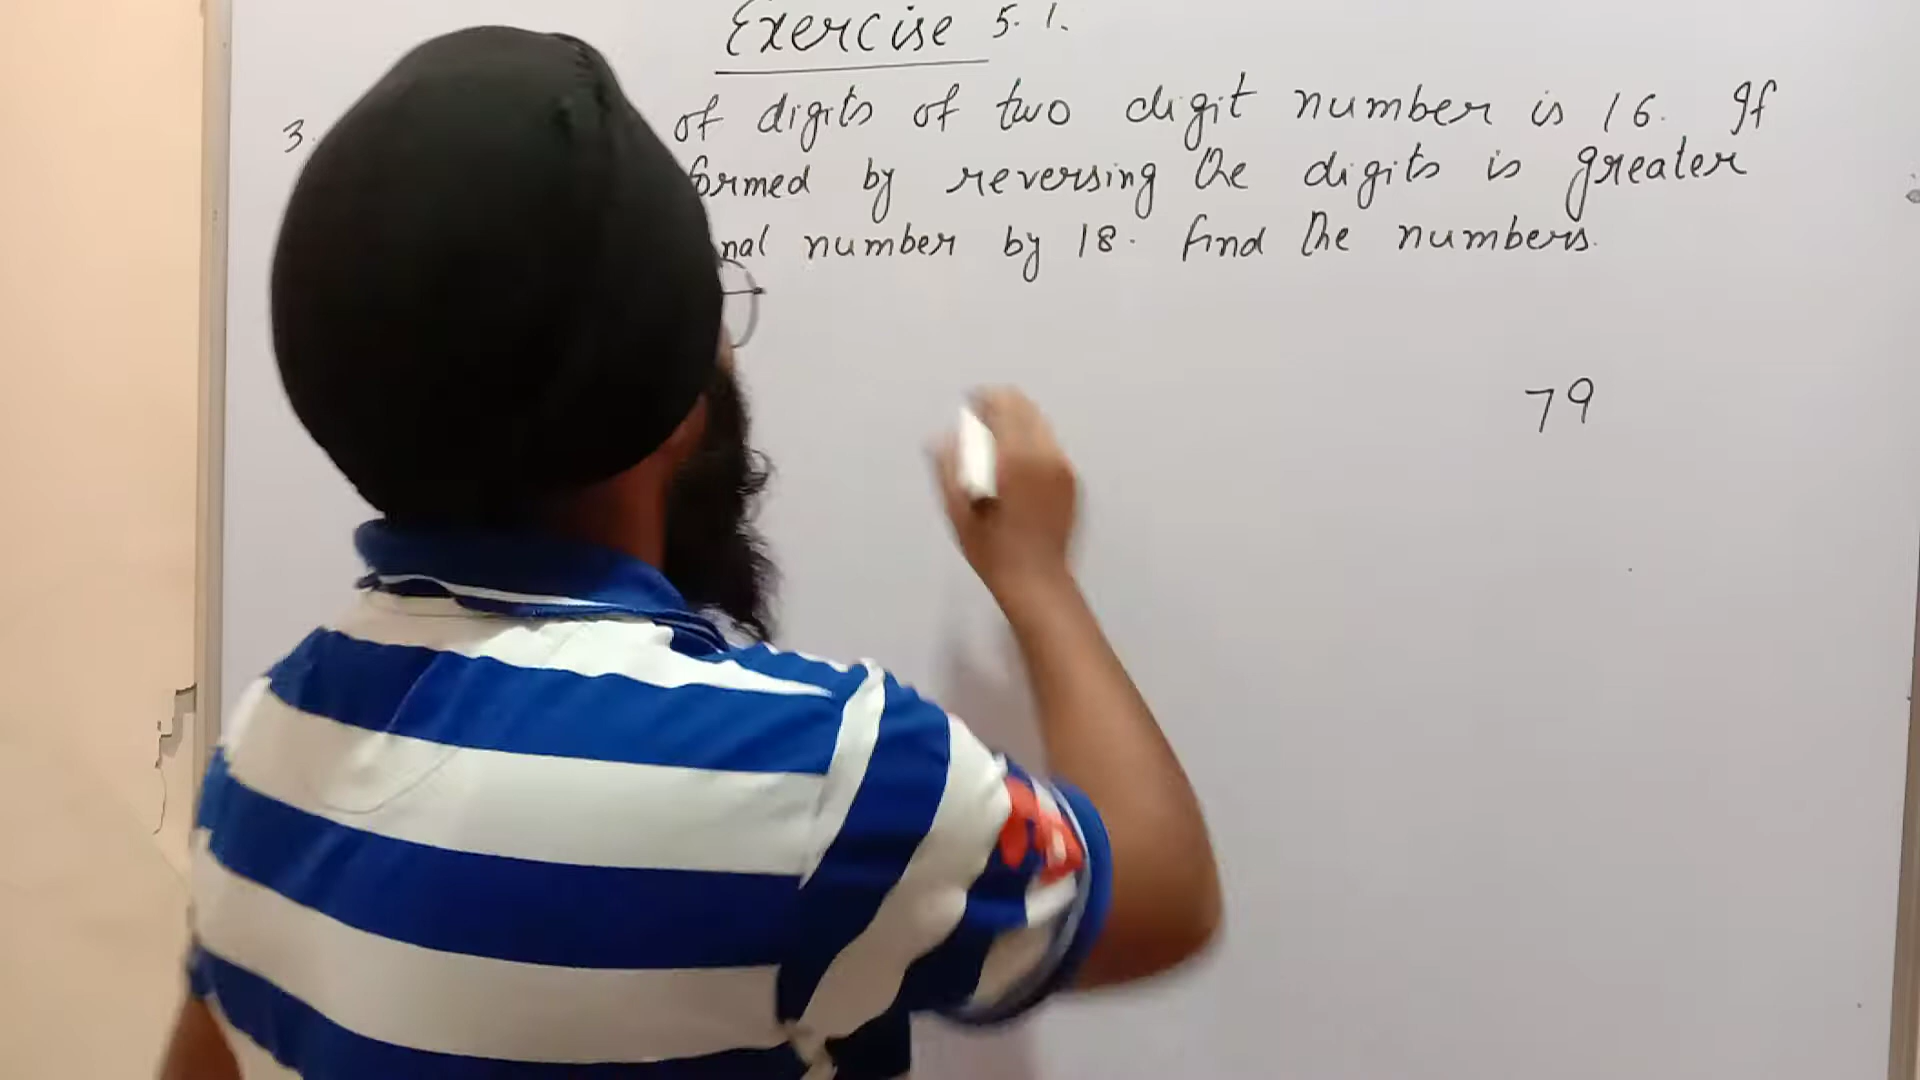 Exercise 5.1.
3. of digits of two digit number is 16. If
formed by reversing the digits is greater
nal number by 18. find the numbers.
79